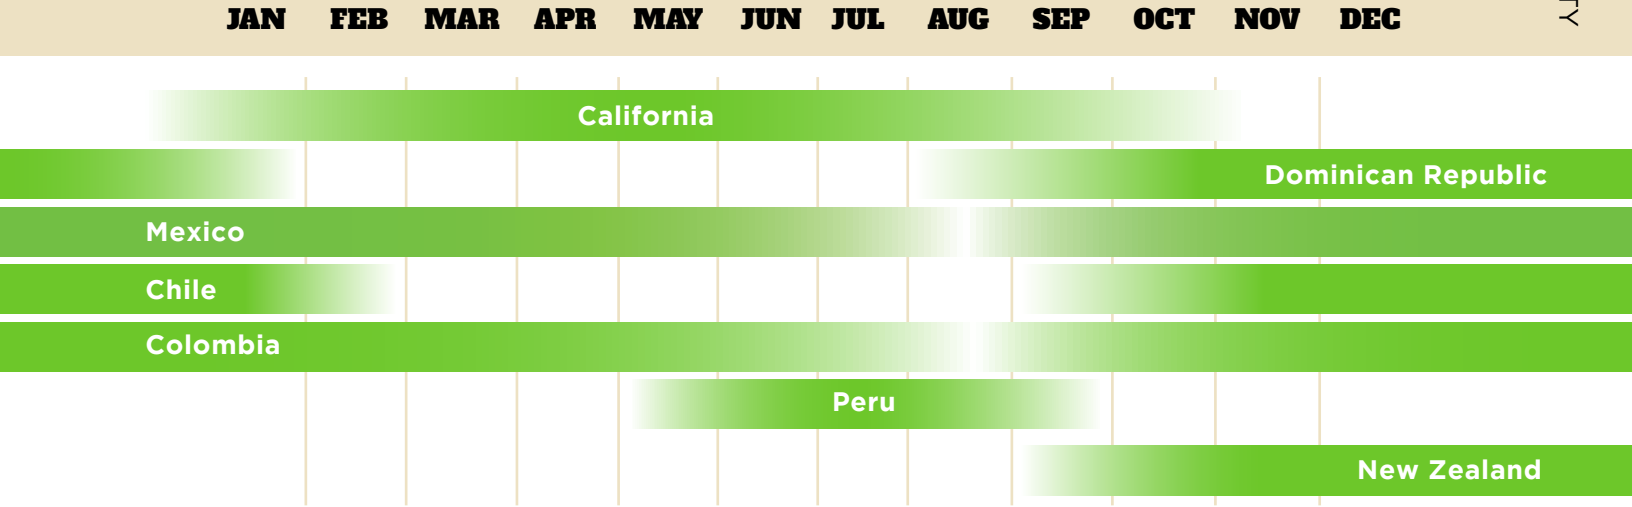 JAN FEB MAR APR MAY JUN JUL AUG SEP OCT NOV DEC
TY
California
Dominican Republic
Mexico
Chile
Colombia
Peru
New Zealand